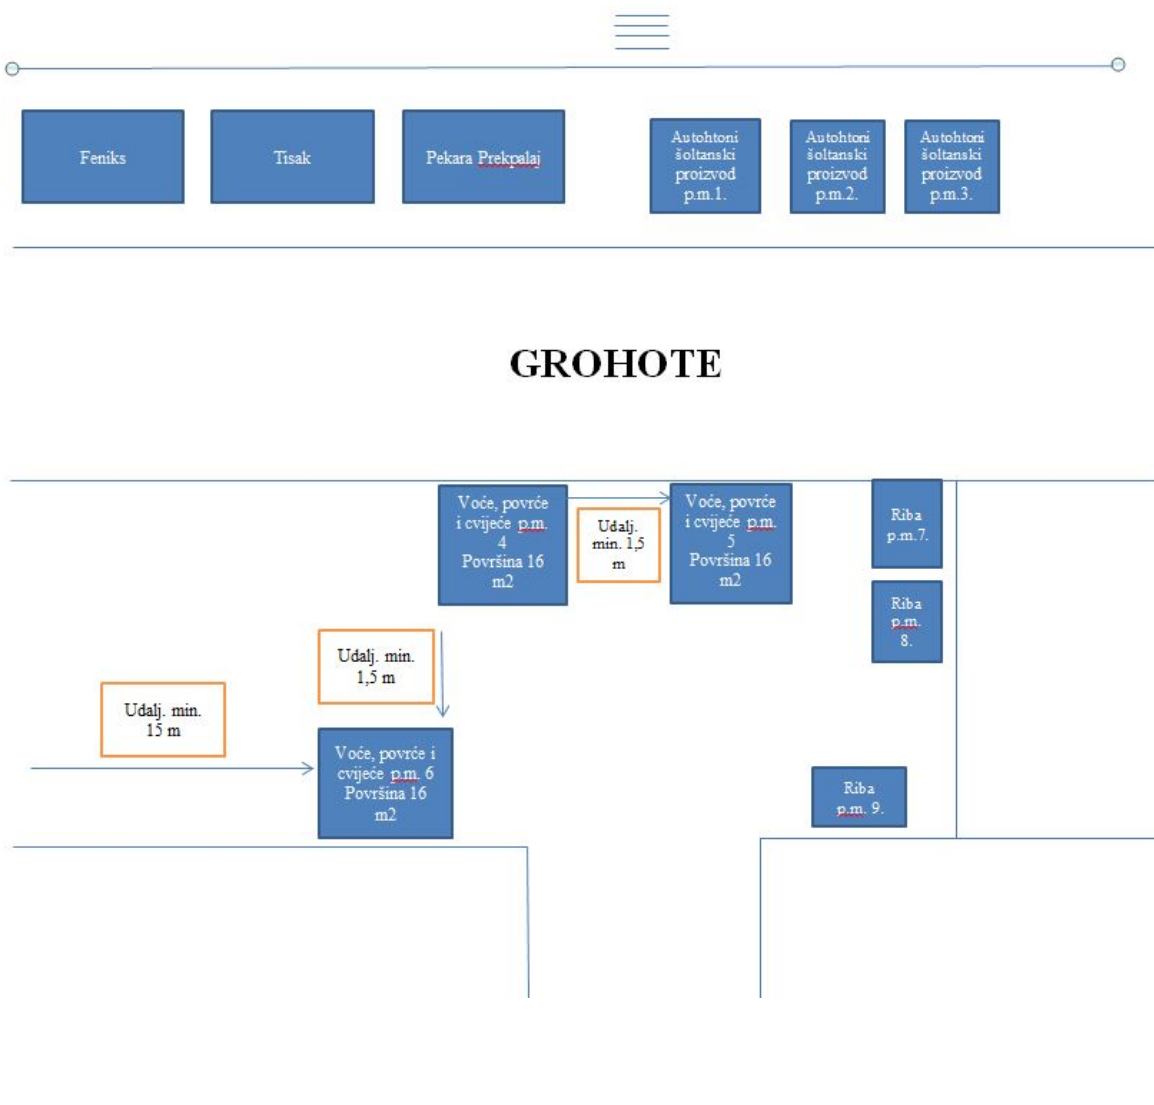 Feniks
Tisak
Pekara Prekpalaj
Autohtoni
šoltanski
proizvod
p.m.1.
Autohtoni
šoltanski
proizvod
p.m.2.
Autohtoni
šoltanski
proizvod
p.m.3.
GROHOTE
Voće, povrće
i cvijeće p.m.
4
Površina 16
m2
Udalj.
min. 1,5
m
Voće, povrće
i cvijeće p.m.
5
Površina 16
m2
Riba
p.m.7.
Riba
p.m.
8.
Udalj. min.
1,5 m
Udalj. min.
15 m
Voće, povrće i
cvijeće p.m. 6
Površina 16
m2
Riba
p.m. 9.